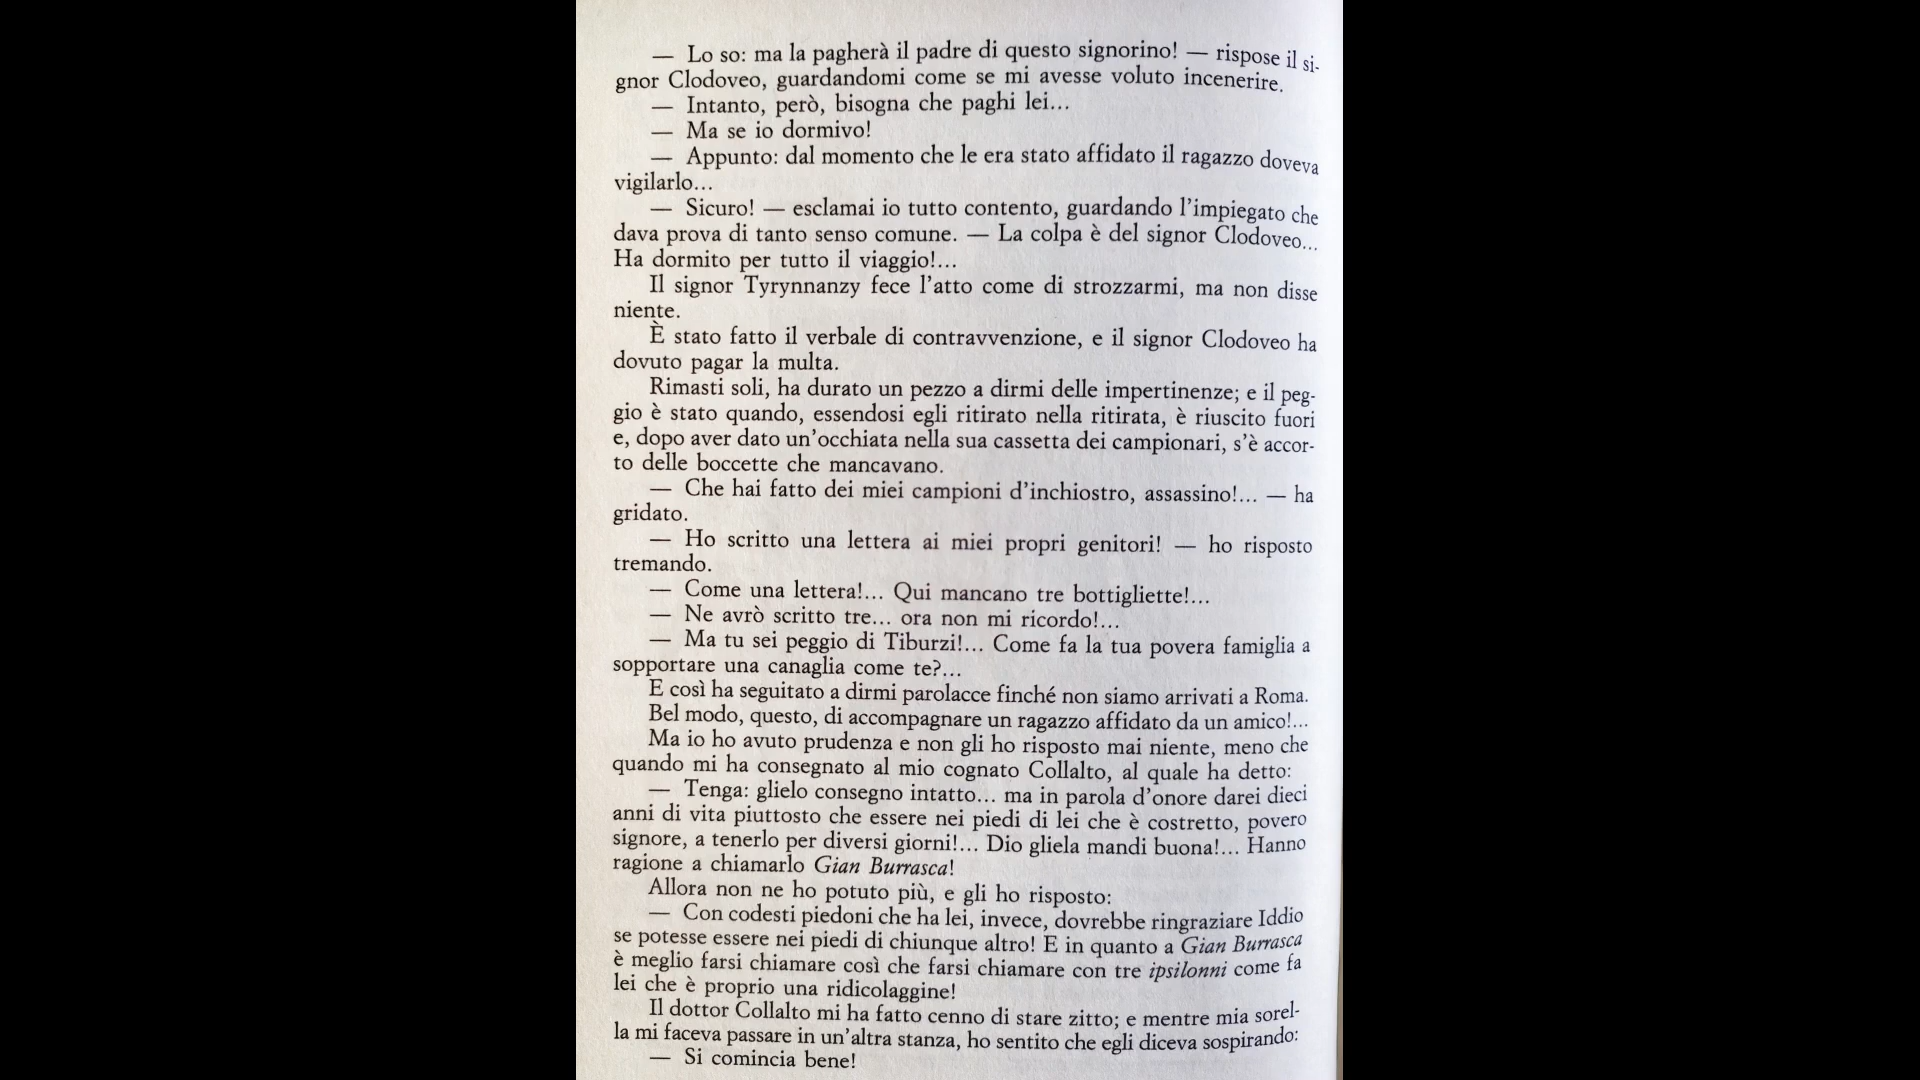 — Lo so: ma la pagherà il padre di questo signorino! — rispose il si-
gnor Clodoveo, guardandomi come se mi avesse voluto incenerire.
— Intanto, però, bisogna che paghi lei...
— Ma se io dormivo!
— Appunto: dal momento che le era stato affidato il ragazzo doveva
vigilarlo...
— Sicuro! — esclamai io tutto contento, guardando l'impiegato che
dava prova di tanto senso comune. — La colpa è del signor Clodoveo...
Ha dormito per tutto il viaggio!...
Il signor Tyrynnanzy fece l'atto come di strozzarmi, ma non disse
niente.
È stato fatto il verbale di contravvenzione, e il signor Clodoveo ha
dovuto pagar la multa.
Rimasti soli, ha durato un pezzo a dirmi delle impertinenze; e il peg-
gio è stato quando, essendosi egli ritirato nella ritirata, è riuscito fuori
e, dopo aver dato un'occhiata nella sua cassetta dei campionari, s'è accor-
to delle boccette che mancavano.
— Che hai fatto dei miei campioni d'inchiostro, assassino!... — ha
gridato.
— Ho scritto una lettera ai miei propri genitori! — ho risposto
tremando.
— Come una lettera!... Qui mancano tre bottigliette!...
— Ne avrò scritto tre... ora non mi ricordo!...
— Ma tu sei peggio di Tiburzi!... Come fa la tua povera famiglia a
sopportare una canaglia come te?...
E così ha seguitato a dirmi parolacce finché non siamo arrivati a Roma.
Bel modo, questo, di accompagnare un ragazzo affidato da un amico!...
Ma io ho avuto prudenza e non gli ho risposto mai niente, meno che
quando mi ha consegnato al mio cognato Collalto, al quale ha detto:
— Tenga: glielo consegno intatto... ma in parola d'onore darei dieci
anni di vita piuttosto che essere nei piedi di lei che è costretto, povero
signore, a tenerlo per diversi giorni!... Dio gliela mandi buona!... Hanno
ragione a chiamarlo Gian Burrasca!
Allora non ne ho potuto più, e gli ho risposto:
— Con codesti piedoni che ha lei, invece, dovrebbe ringraziare Iddio
se potesse essere nei piedi di chiunque altro! E in quanto a Gian Burrasca
è meglio farsi chiamare così che farsi chiamare con tre ipsilonni come fa
lei che è proprio una ridicolaggine!
Il dottor Collalto mi ha fatto cenno di stare zitto; e mentre mia sorel-
la mi faceva passare in un'altra stanza, ho sentito che egli diceva sospirando:
— Si comincia bene!